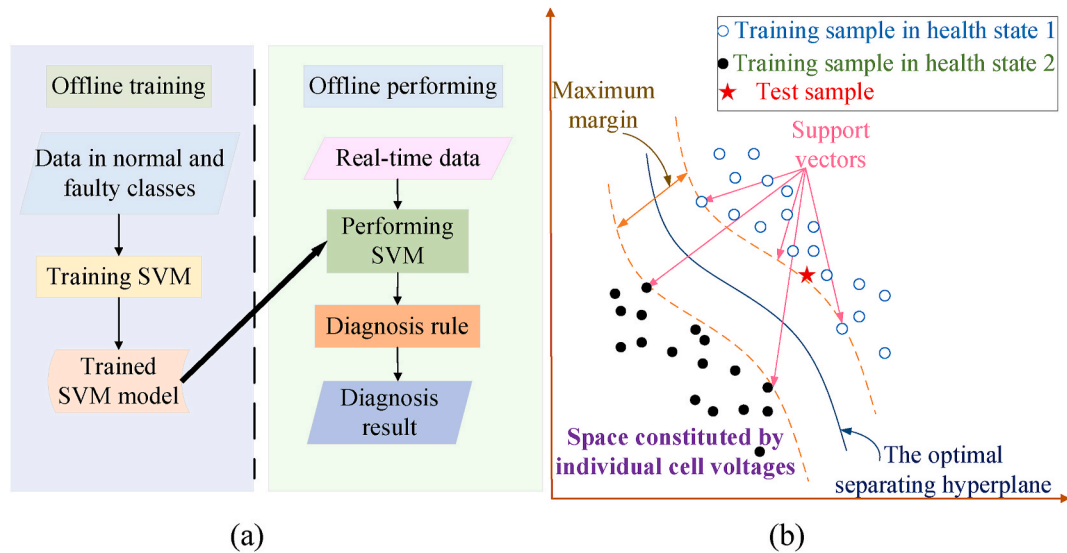 Offline training
Data in normal and
faulty classes
Training SVM
Trained
SVM model
Offline performing
Real-time data
Performing
SVM
Diagnosis rule
Diagnosis
result
(a)
Training sample in health state 1
Training sample in health state 2
Test sample
Maximum
margin
Support
vectors
Space constituted by
individual cell voltages
The optimal
separating hyperplane
(b)